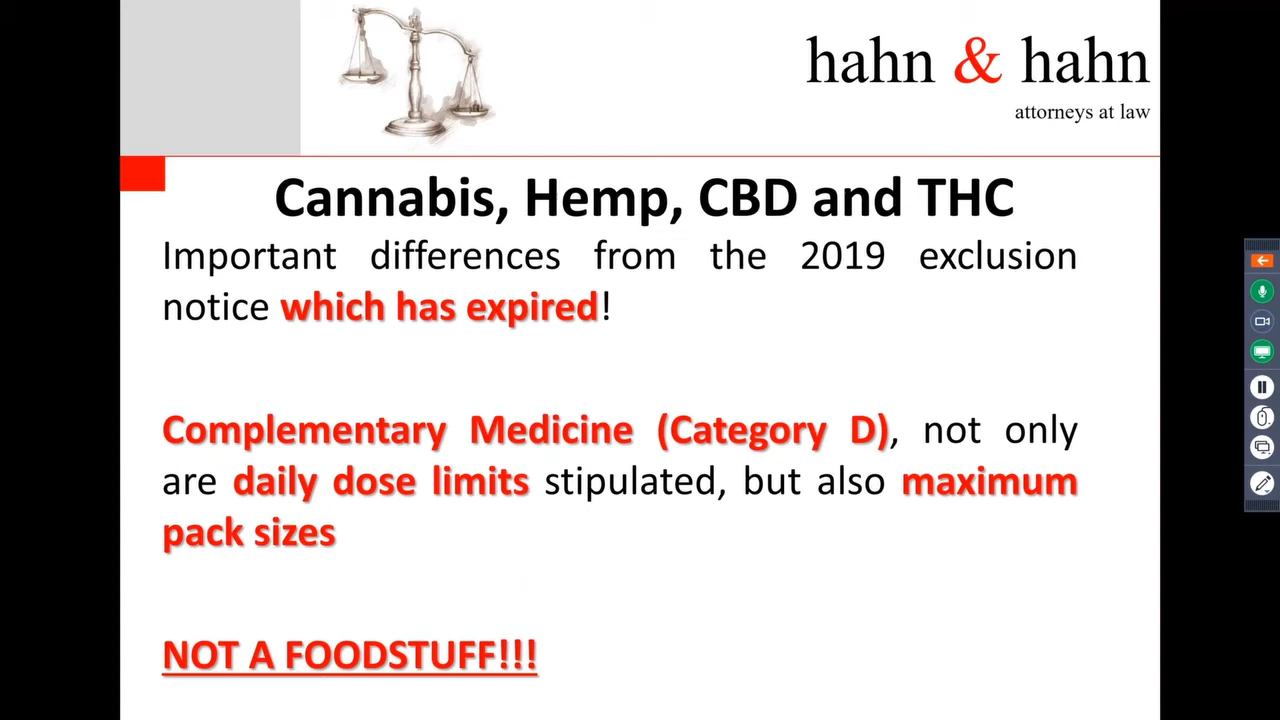 hahn & hahn
attorneys at law
Cannabis, Hemp, CBD and THC
Important differences from the 2019 exclusion
notice which has expired!
Complementary Medicine (Category D), not only
are daily dose limits stipulated, but also maximum
pack sizes
NOT A FOODSTUFF!!!